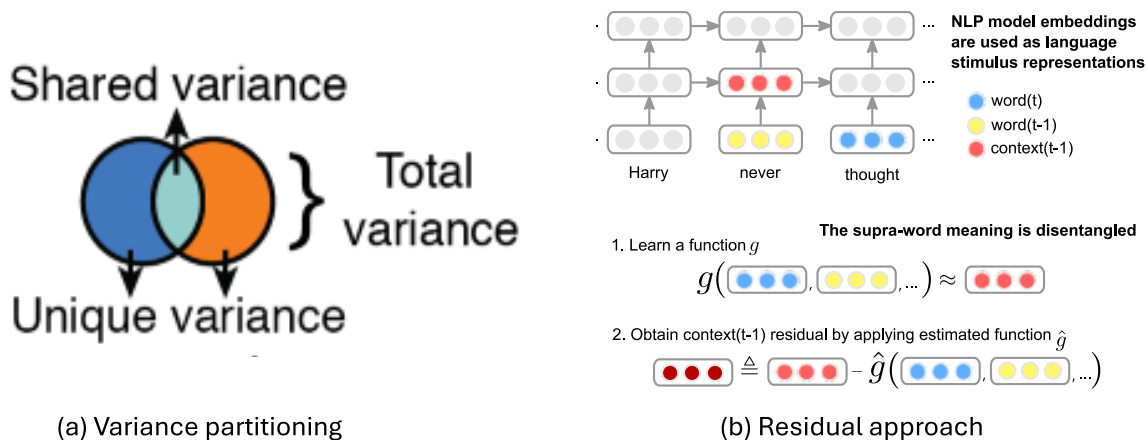 Shared variance
Total
variance
Unique variance
(a) Variance partitioning
NLP model embeddings
are used as language
stimulus representations
word(t)
word(t-1)
context(t-1)
... ... ...
Harry never thought
The supra-word meaning is disentangled
1. Learn a function g
g( , ,...) ≈
2. Obtain context(t-1) residual by applying estimated function ĝ
≜ – ĝ( , ,...)
(b) Residual approach